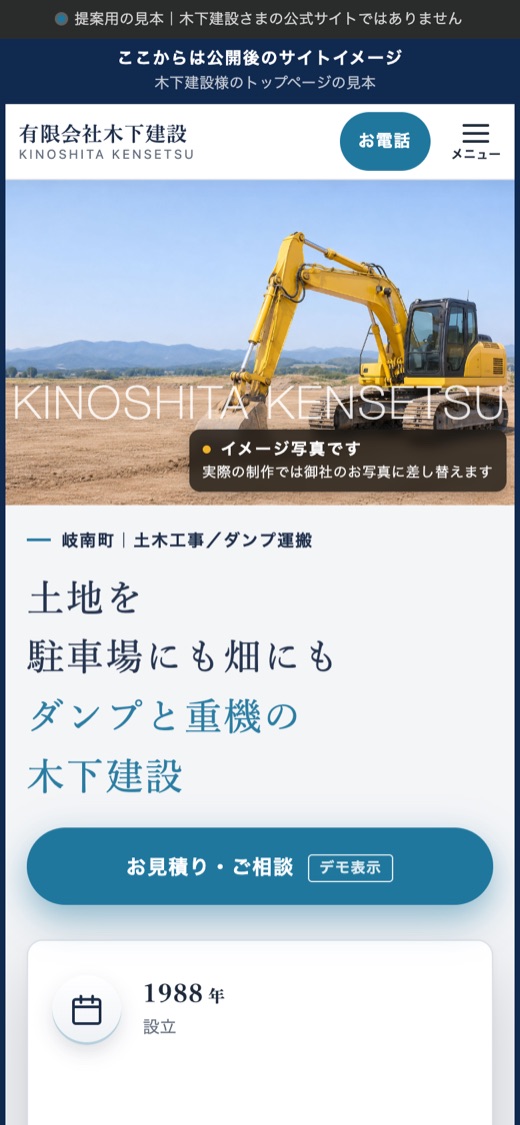 提案用の見本｜木下建設さまの公式サイトではありません
ここからは公開後のサイトイメージ
木下建設様のトップページの見本
有限会社木下建設
KINOSHITA KENSETSU
お電話
メニュー
KINOSHITA KENSETSU
イメージ写真です
実際の制作では御社のお写真に差し替えます
岐南町｜土木工事／ダンプ運搬
土地を
駐車場にも畑にも
ダンプと重機の
木下建設
お見積り・ご相談 デモ表示
1988年
設立